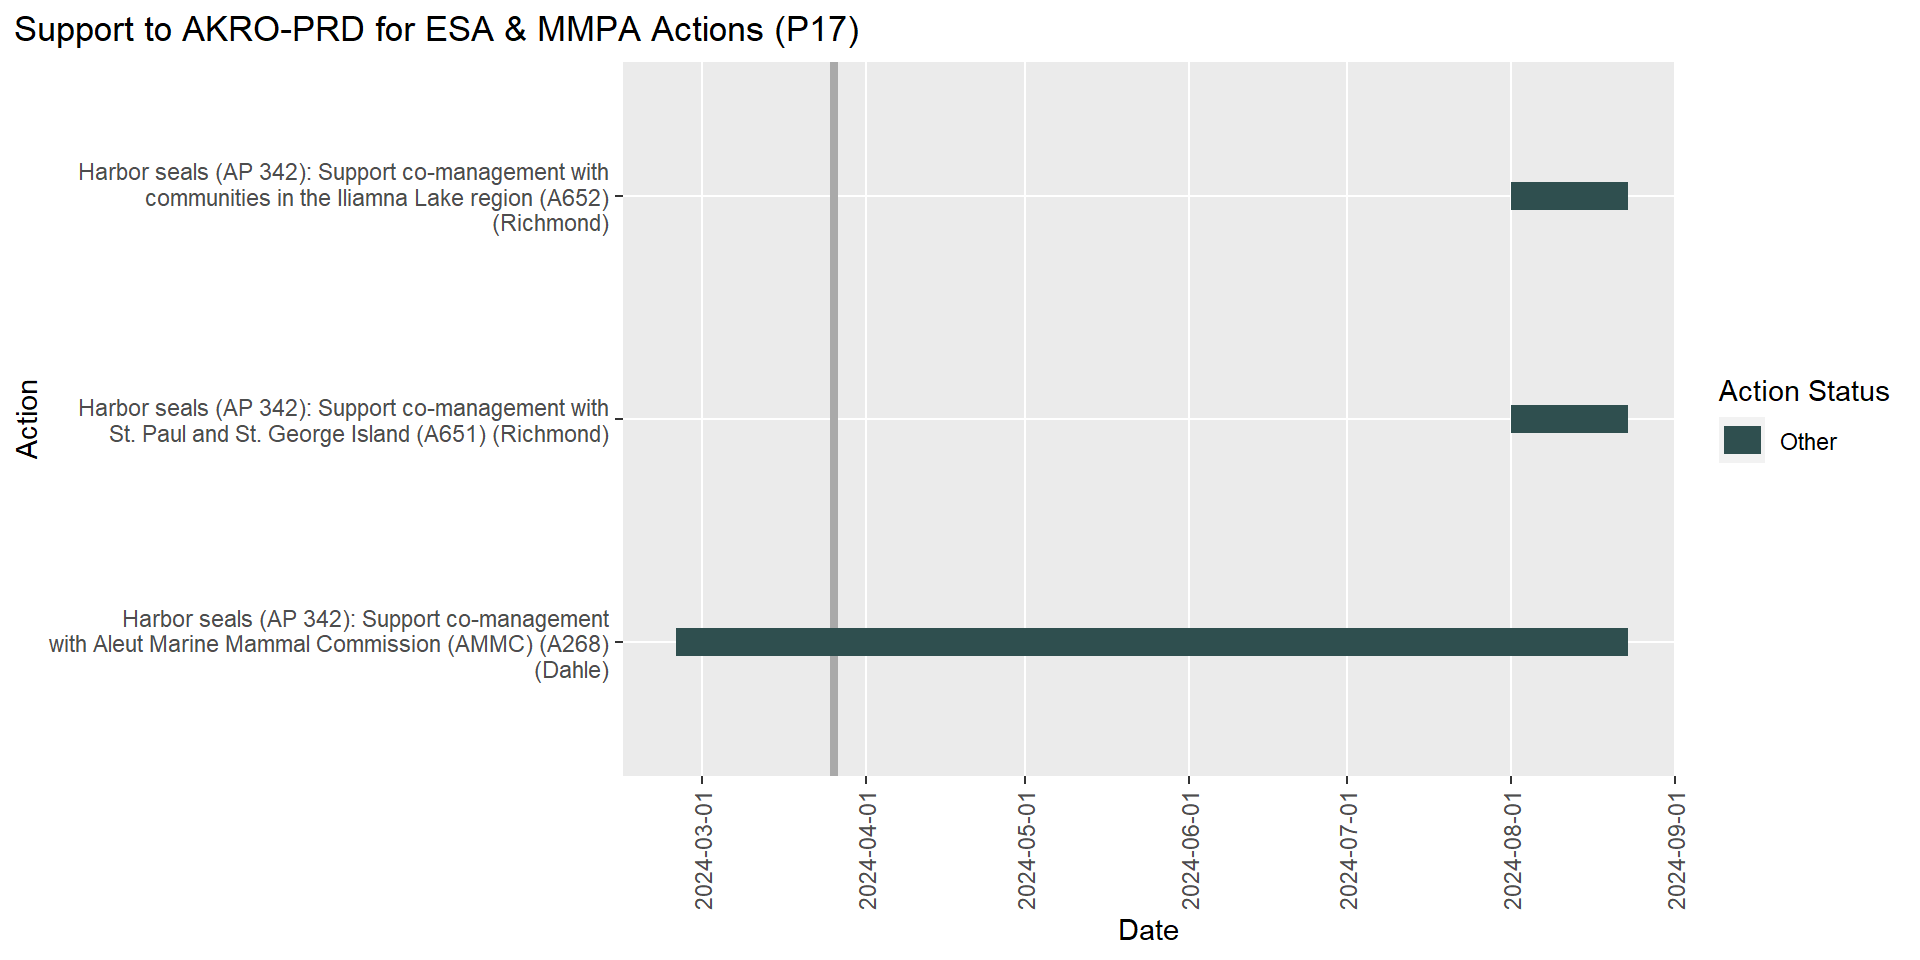 Support to AKRO-PRD for ESA & MMPA Actions (P17)
Action
Harbor seals (AP 342): Support co-management with
communities in the Iliamna Lake region (A652)
(Richmond)
Harbor seals (AP 342): Support co-management with
St. Paul and St. George Island (A651) (Richmond)
Harbor seals (AP 342): Support co-management
with Aleut Marine Mammal Commission (AMMC) (A268)
(Dahle)
2024-03-01
2024-04-01
2024-05-01
2024-06-01
2024-07-01
2024-08-01
2024-09-01
Date
Action Status
Other